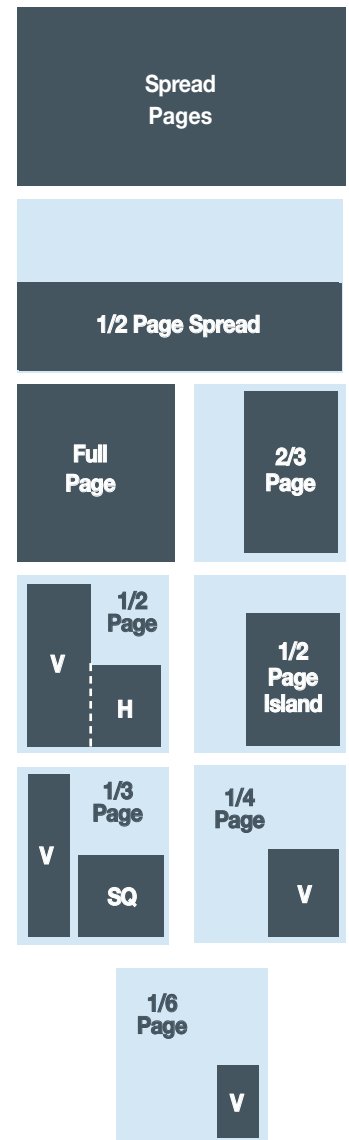 Spread
Pages
1/2 Page Spread
Full
Page
2/3
Page
1/2
Page
V
H
1/2
Page
Island
1/3
Page
V
SQ
1/4
Page
V
1/6
Page
V